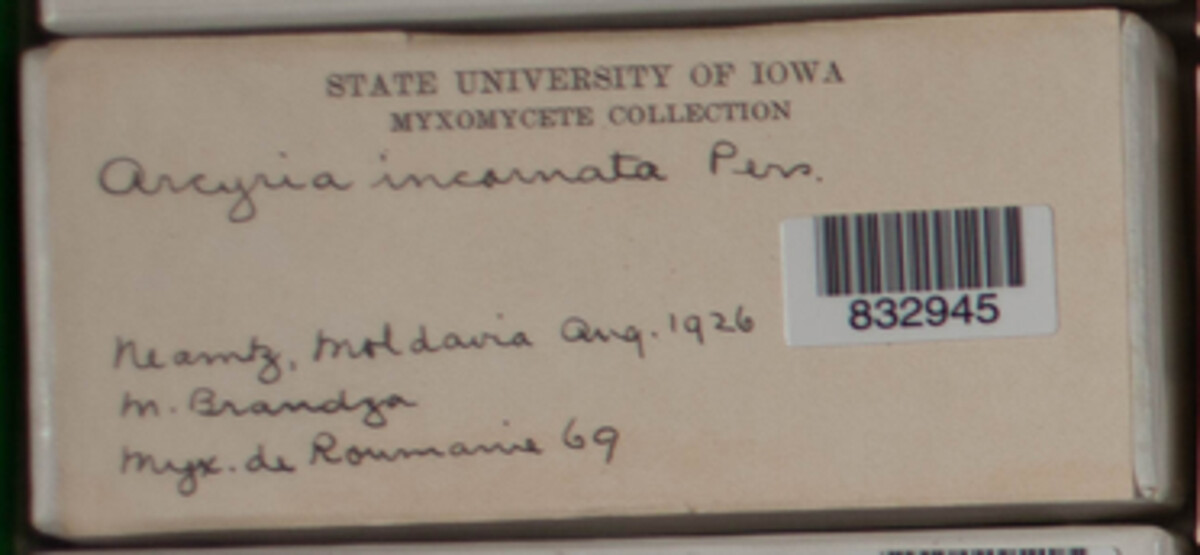 STATE UNIVERSITY OF IOWA
MYXOMYCETE COLLECTION
Arcyria incarnata Pers.
832945
Neamtz, Moldavia Aug. 1926
M. Brandza
Myx. de Roumanie 69